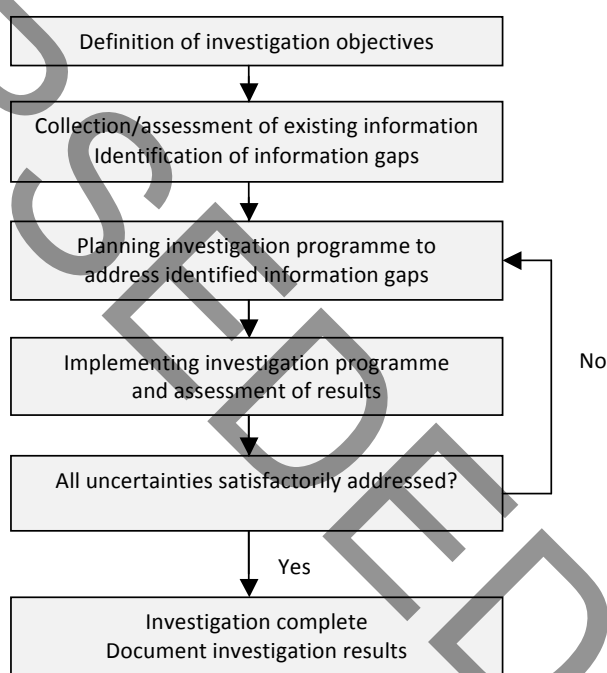 Definition of investigation objectives
Collection/assessment of existing information
Identification of information gaps
Planning investigation programme to
address identified information gaps
No
Implementing investigation programme
and assessment of results
All uncertainties satisfactorily addressed?
Yes
Investigation complete
Document investigation results